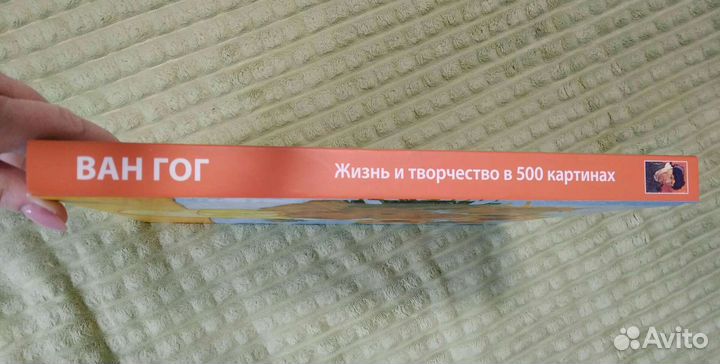 ВАН ГОГ
Жизнь и творчество в 500 картинах
Avito